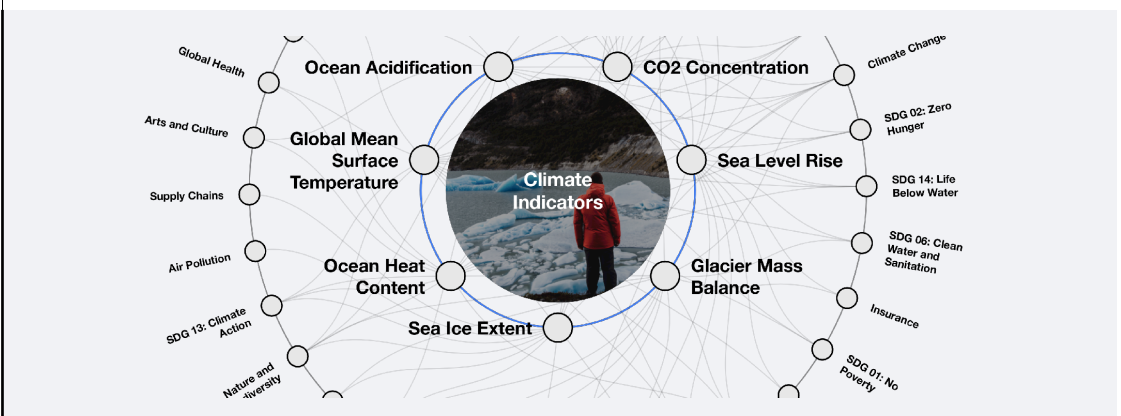 Global Health
Arts and Culture
Supply Chains
Air Pollution
SDG 13: Climate
Action
Nature and
Ocean Acidification
Global Mean
Surface
Temperature
Ocean Heat
Content
Sea Ice Extent
Climate
Indicators
CO2 Concentration
Sea Level Rise
Glacier Mass
Balance
Climate Change
SDG 02: Zero
Hunger
SDG 14: Life
Below Water
SDG 06: Clean
Water and
Sanitation
Insurance
SDG 01: No
Poverty